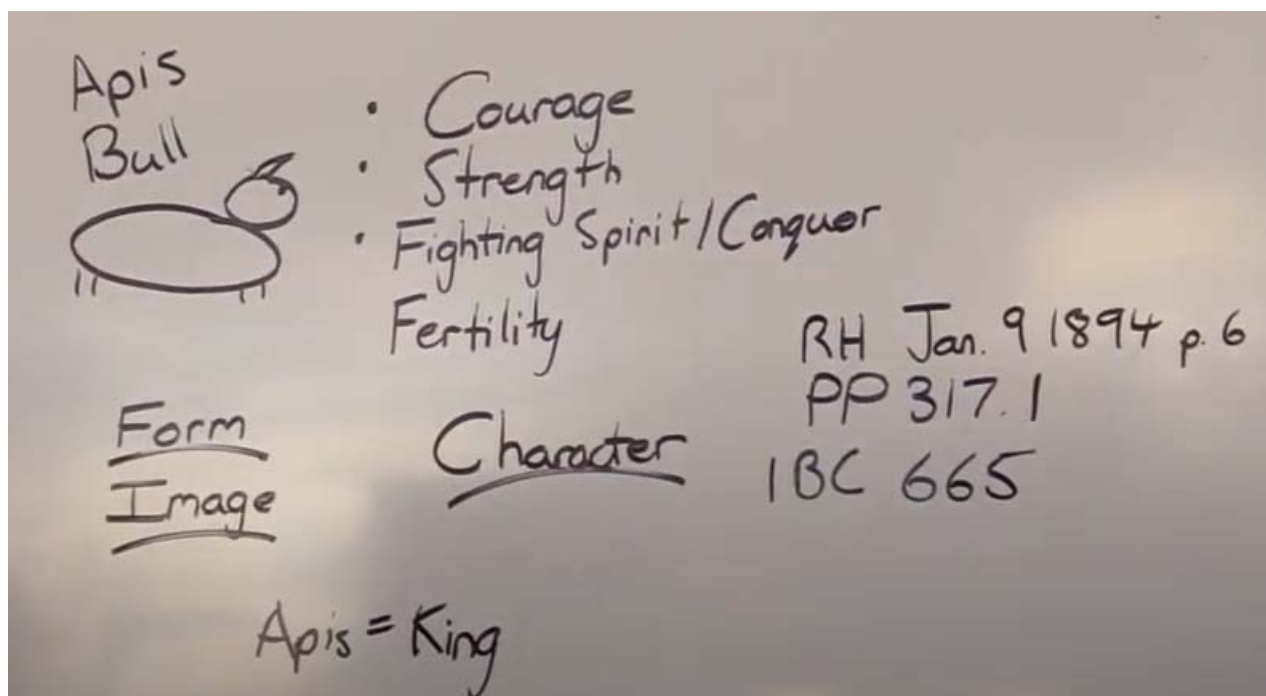 Apis
Bull
• Courage
• Strength
• Fighting Spirit/Conquer
Fertility
RH Jan. 9 1894 p. 6
PP 317.1
1BC 665
Form
Image
Character
Apis = King